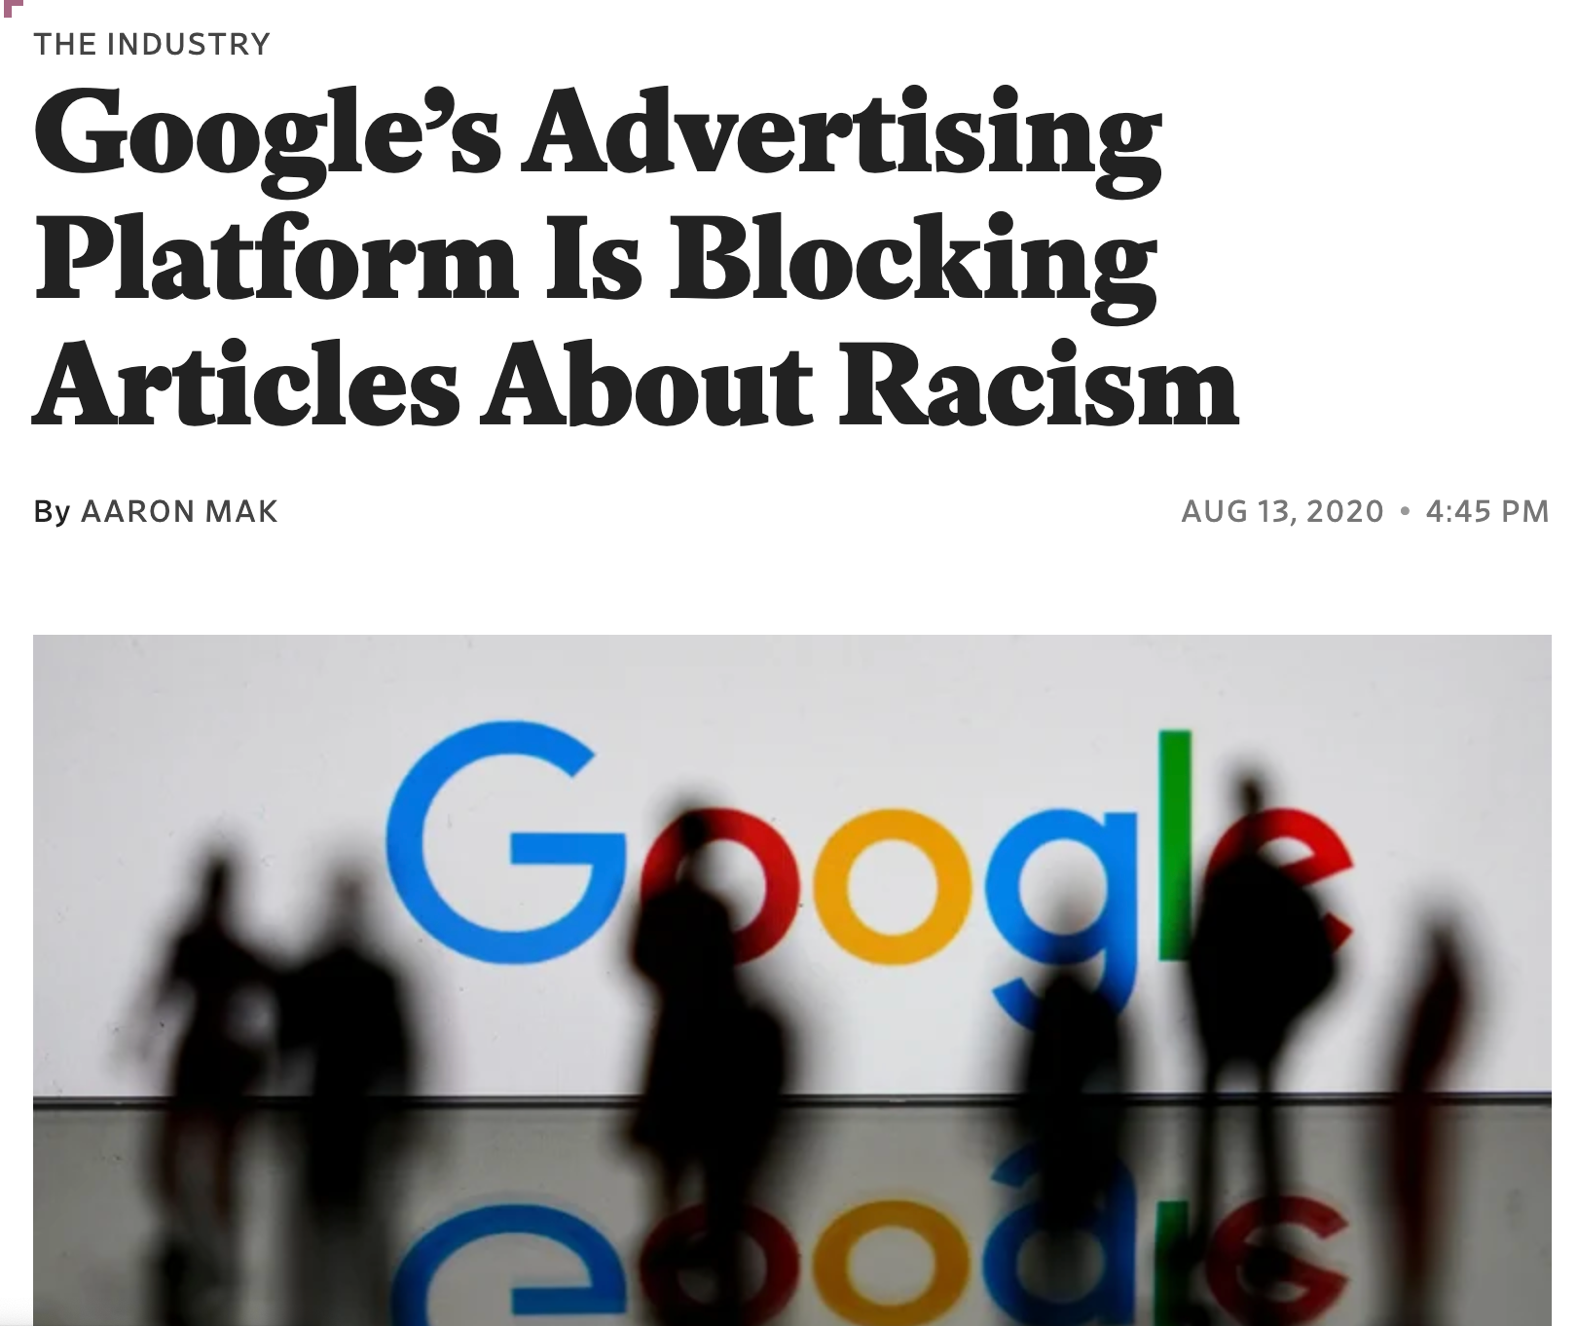 THE INDUSTRY
Google’s Advertising
Platform Is Blocking
Articles About Racism
By AARON MAK
AUG 13, 2020 • 4:45 PM
Google
Google